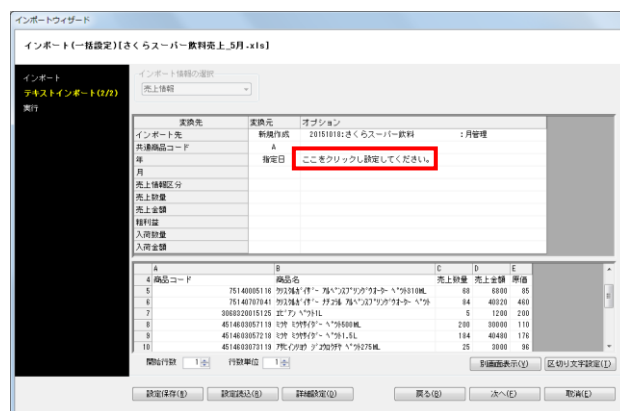 インポートウィザード
インポート(一括設定)[さくらスーパー飲料売上_5月.xls]
インポート
テキストインポート(2/2)
実行
インポート情報の選択
売上情報
変換先 変換元 オプション
インポート先 新規作成 20151018:さくらスーパー飲料 :月管理
共通商品コード A
年 指定日 ここをクリックし設定してください。
月
売上情報区分
売上数量
売上金額
粗利益
入荷数量
入荷金額
A B C D E
4 商品コード 商品名 売上数量 売上金額 原価
5 75140005116 810ML 68 6800 85
6 75140707041 84 40320 460
7 3068320015125 5 1200 200
8 4514603057119 500ML 200 30000 110
9 4514603057218 1.5L 184 40480 176
10 4514603073119 275ML 25 3000 96
開始行数 1 行数単位 1 別画面表示(V) 区切り文字設定(I)
設定保存(S) 設定読込(R) 詳細設定(O) 戻る(B) 次へ(F) 取消(E)